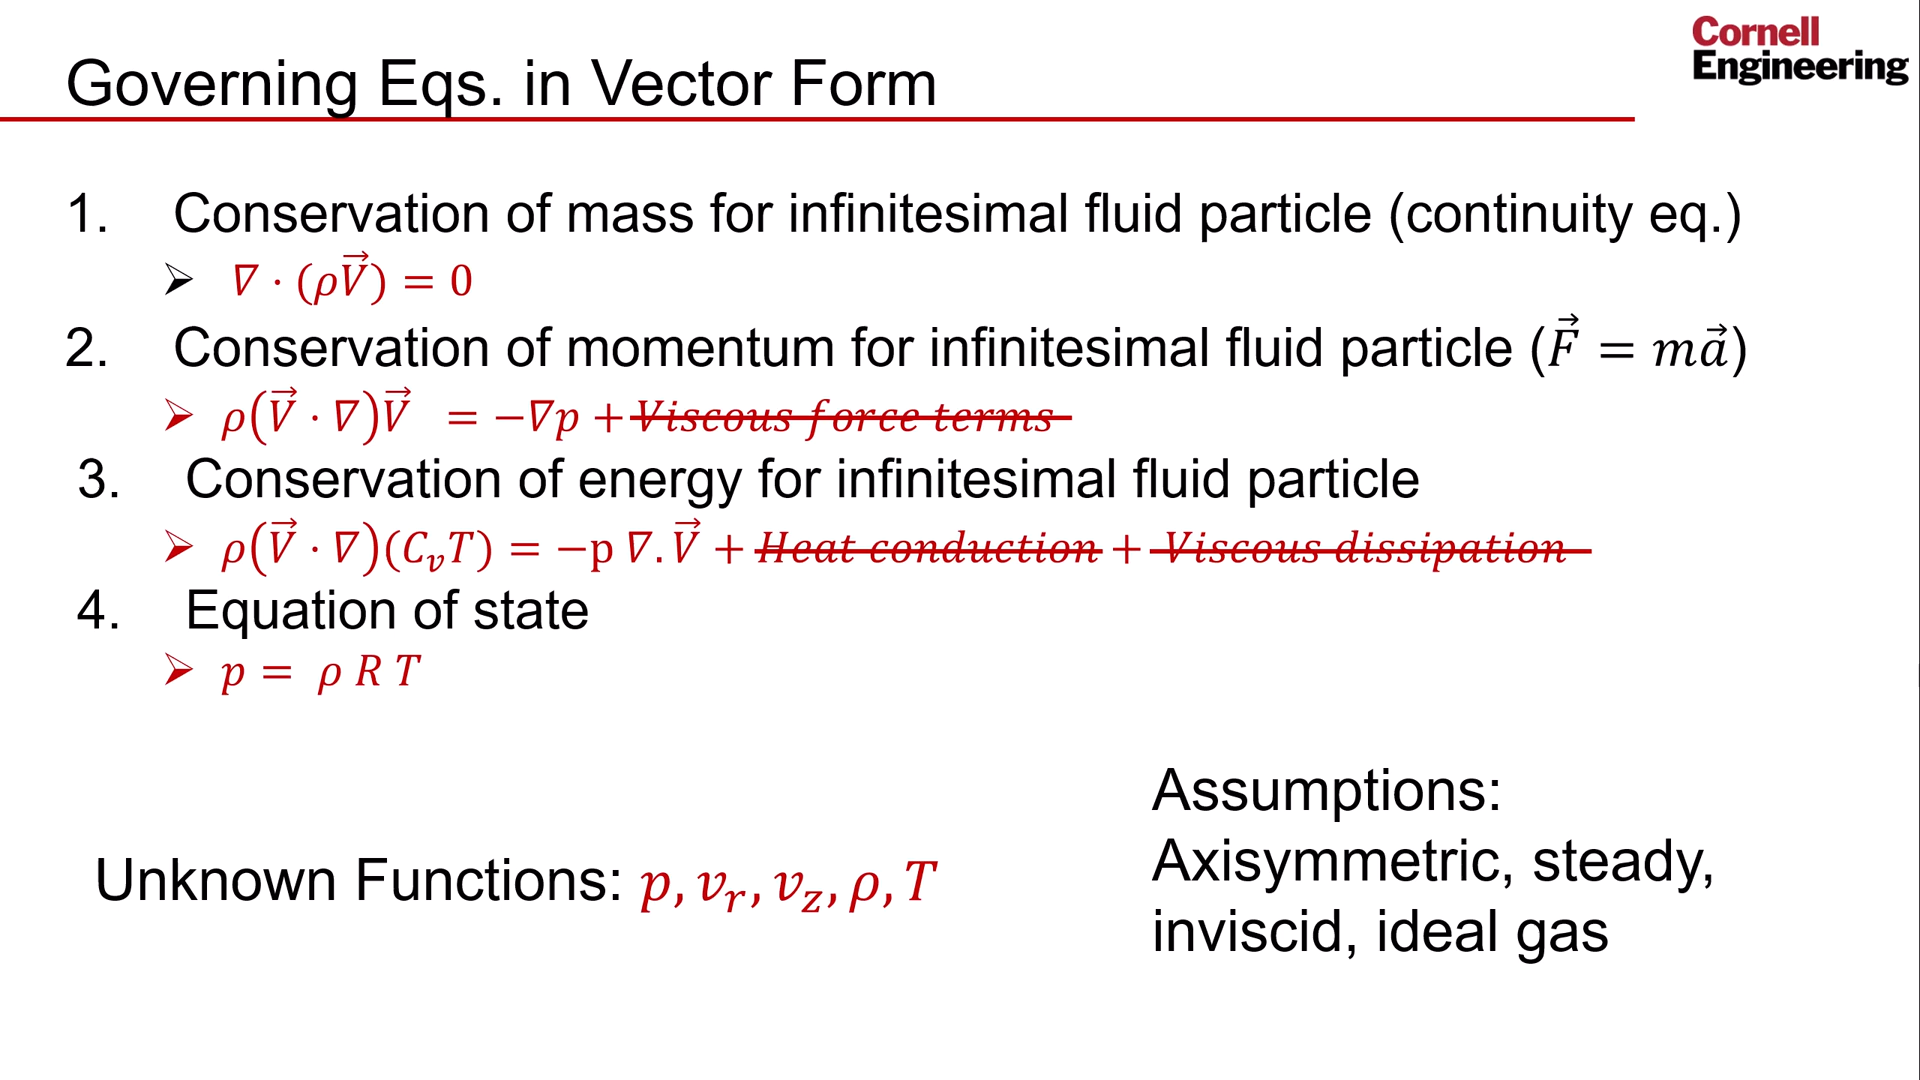 Cornell
Engineering
Governing Eqs. in Vector Form
1. Conservation of mass for infinitesimal fluid particle (continuity eq.)
➢ ∇ · (ρV⃗) = 0
2. Conservation of momentum for infinitesimal fluid particle (F⃗ = ma⃗)
➢ ρ(V⃗ · ∇)V⃗ = −∇p + Viscous force terms
3. Conservation of energy for infinitesimal fluid particle
➢ ρ(V⃗ · ∇)(CᵥT) = −p ∇.V⃗ + Heat conduction + Viscous dissipation
4. Equation of state
➢ p = ρ R T
Unknown Functions: p, v_r, v_z, ρ, T
Assumptions:
Axisymmetric, steady,
inviscid, ideal gas